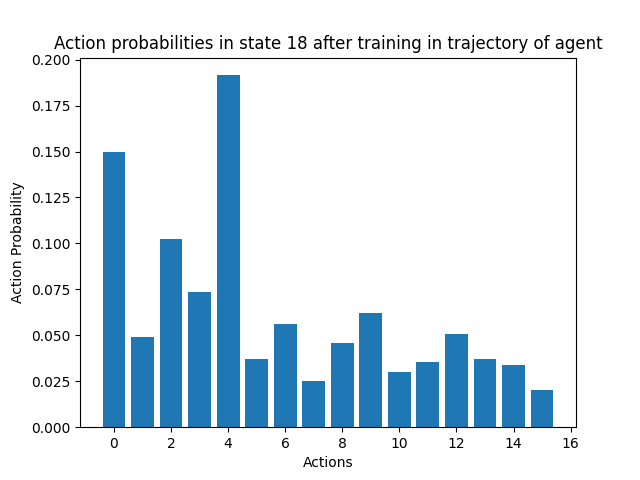 Action probabilities in state 18 after training in trajectory of agent
0.200
0.175
0.150
0.125
0.100
0.075
0.050
0.025
0.000
Action Probability
0 2 4 6 8 10 12 14 16
Actions